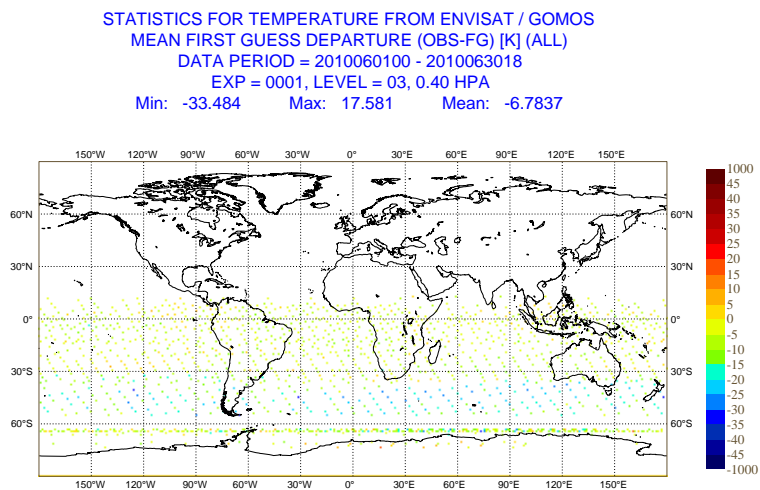 STATISTICS FOR TEMPERATURE FROM ENVISAT / GOMOS
MEAN FIRST GUESS DEPARTURE (OBS-FG) [K] (ALL)
DATA PERIOD = 2010060100 - 2010063018
EXP = 0001, LEVEL = 03, 0.40 HPA
Min: -33.484 Max: 17.581 Mean: -6.7837
150°W 120°W 90°W 60°W 30°W 0° 30°E 60°E 90°E 120°E 150°E
60°N 60°N
30°N 30°N
0° 0°
30°S 30°S
60°S 60°S
150°W 120°W 90°W 60°W 30°W 0° 30°E 60°E 90°E 120°E 150°E
1000
45
40
35
30
25
20
15
10
5
0
-5
-10
-15
-20
-25
-30
-35
-40
-45
-1000